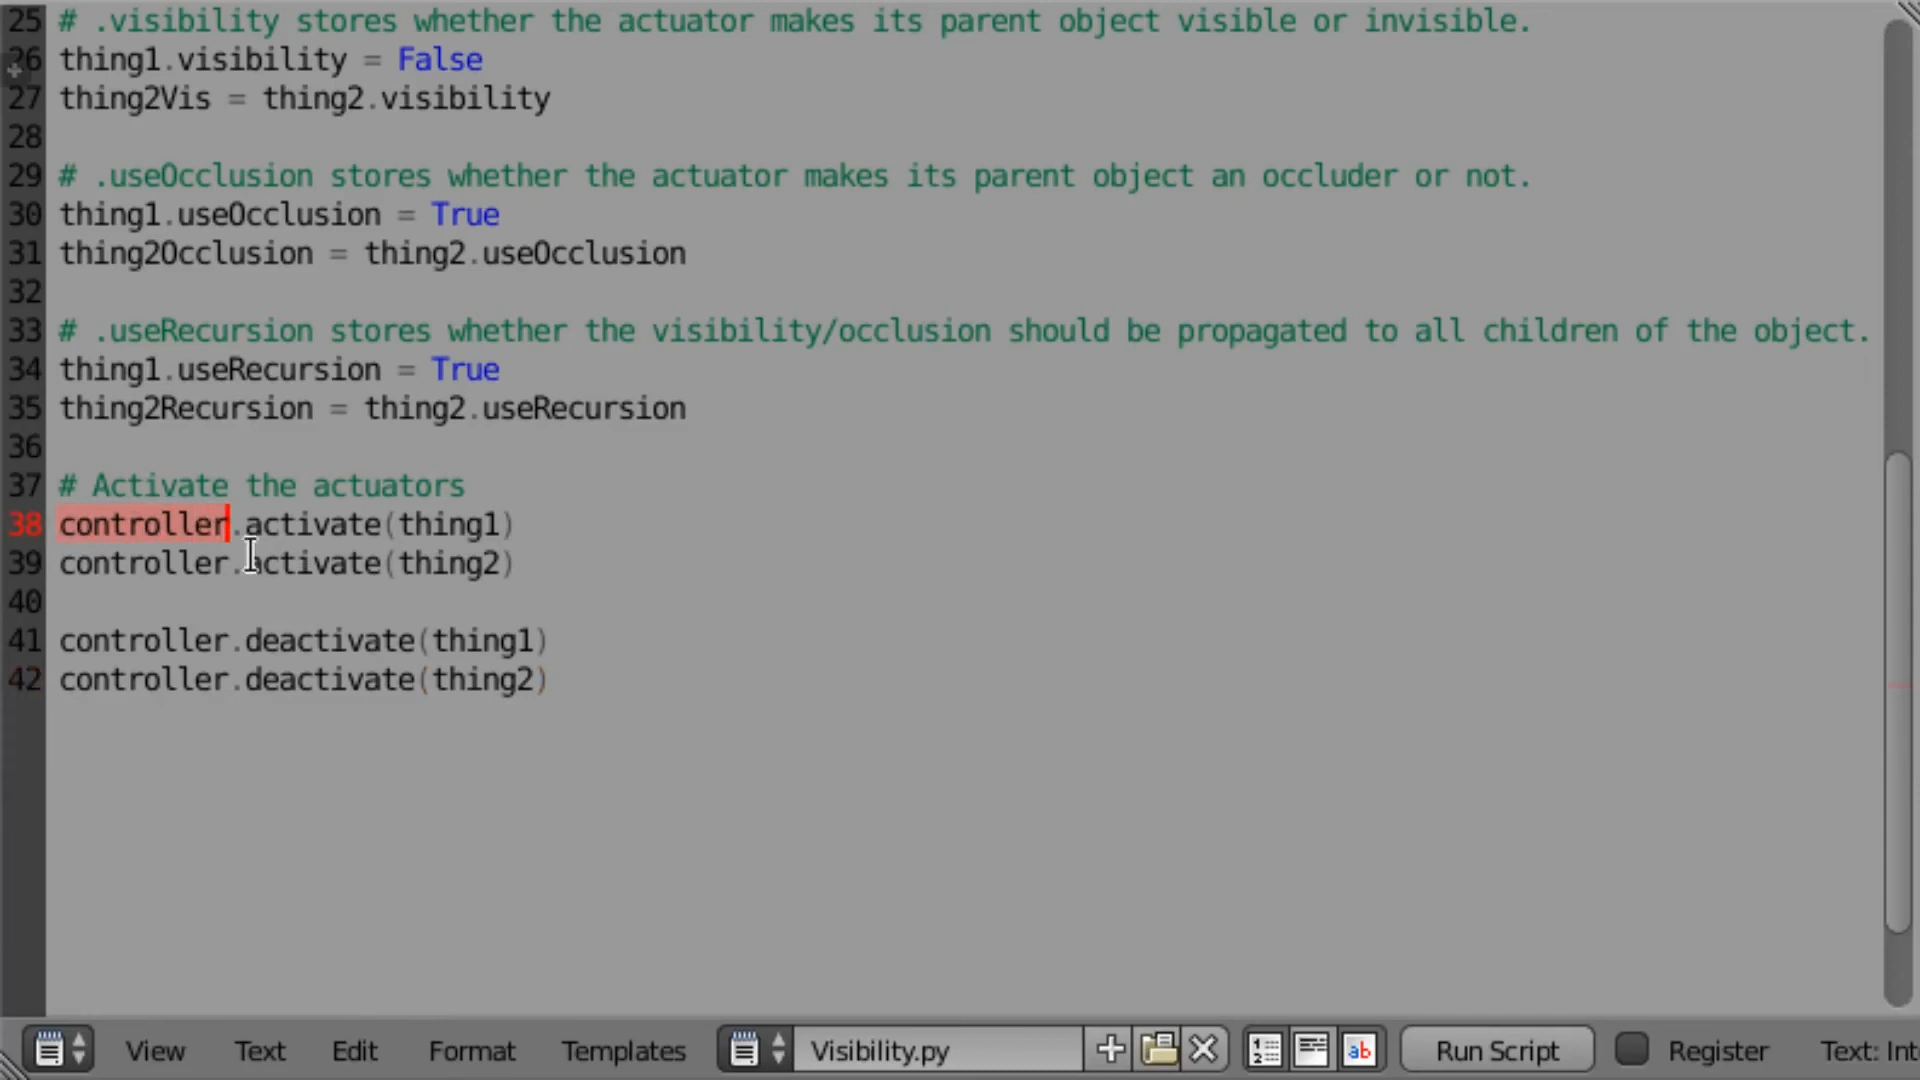 25 # .visibility stores whether the actuator makes its parent object visible or invisible.
26 thing1.visibility = False
27 thing2Vis = thing2.visibility
28
29 # .useOcclusion stores whether the actuator makes its parent object an occluder or not.
30 thing1.useOcclusion = True
31 thing2Occlusion = thing2.useOcclusion
32
33 # .useRecursion stores whether the visibility/occlusion should be propagated to all children of the object.
34 thing1.useRecursion = True
35 thing2Recursion = thing2.useRecursion
36
37 # Activate the actuators
38 controller.activate(thing1)
39 controller.activate(thing2)
40
41 controller.deactivate(thing1)
42 controller.deactivate(thing2)
View Text Edit Format Templates Visibility.py Run Script Register Text: Int